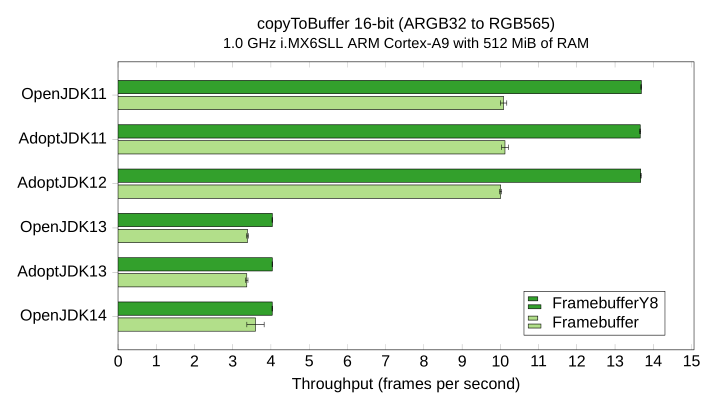 copyToBuffer 16-bit (ARGB32 to RGB565)
1.0 GHz i.MX6SLL ARM Cortex-A9 with 512 MiB of RAM
OpenJDK11
AdoptJDK11
AdoptJDK12
OpenJDK13
AdoptJDK13
OpenJDK14
FramebufferY8
Framebuffer
0 1 2 3 4 5 6 7 8 9 10 11 12 13 14 15
Throughput (frames per second)